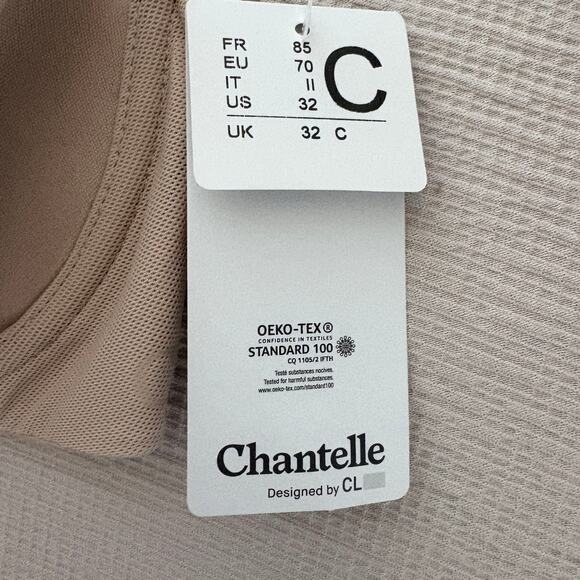 FR 85
EU 70
IT II
US 32
C
UK 32 C
OEKO-TEX®
CONFIDENCE IN TEXTILES
STANDARD 100
CQ 1105/2 IFTH
Testé substances nocives.
Tested for harmful substances.
www.oeko-tex.com/standard100
Chantelle
Designed by CL